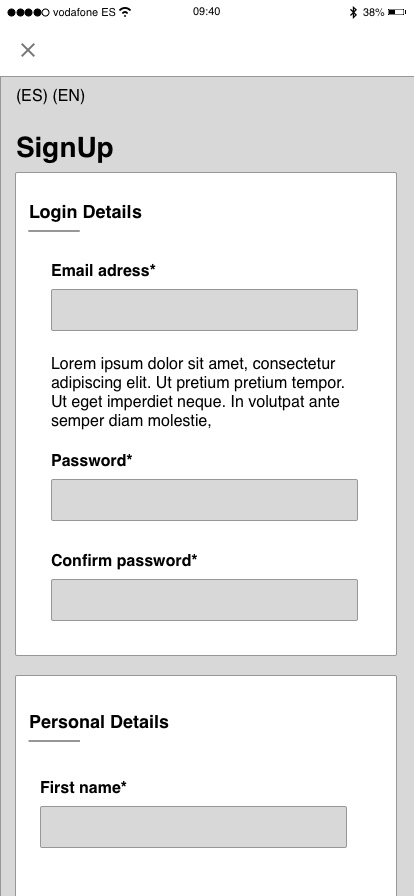 vodafone ES 09:40 38%
(ES) (EN)
SignUp
Login Details
Email adress*
Lorem ipsum dolor sit amet, consectetur
adipiscing elit. Ut pretium pretium tempor.
Ut eget imperdiet neque. In volutpat ante
semper diam molestie,
Password*
Confirm password*
Personal Details
First name*